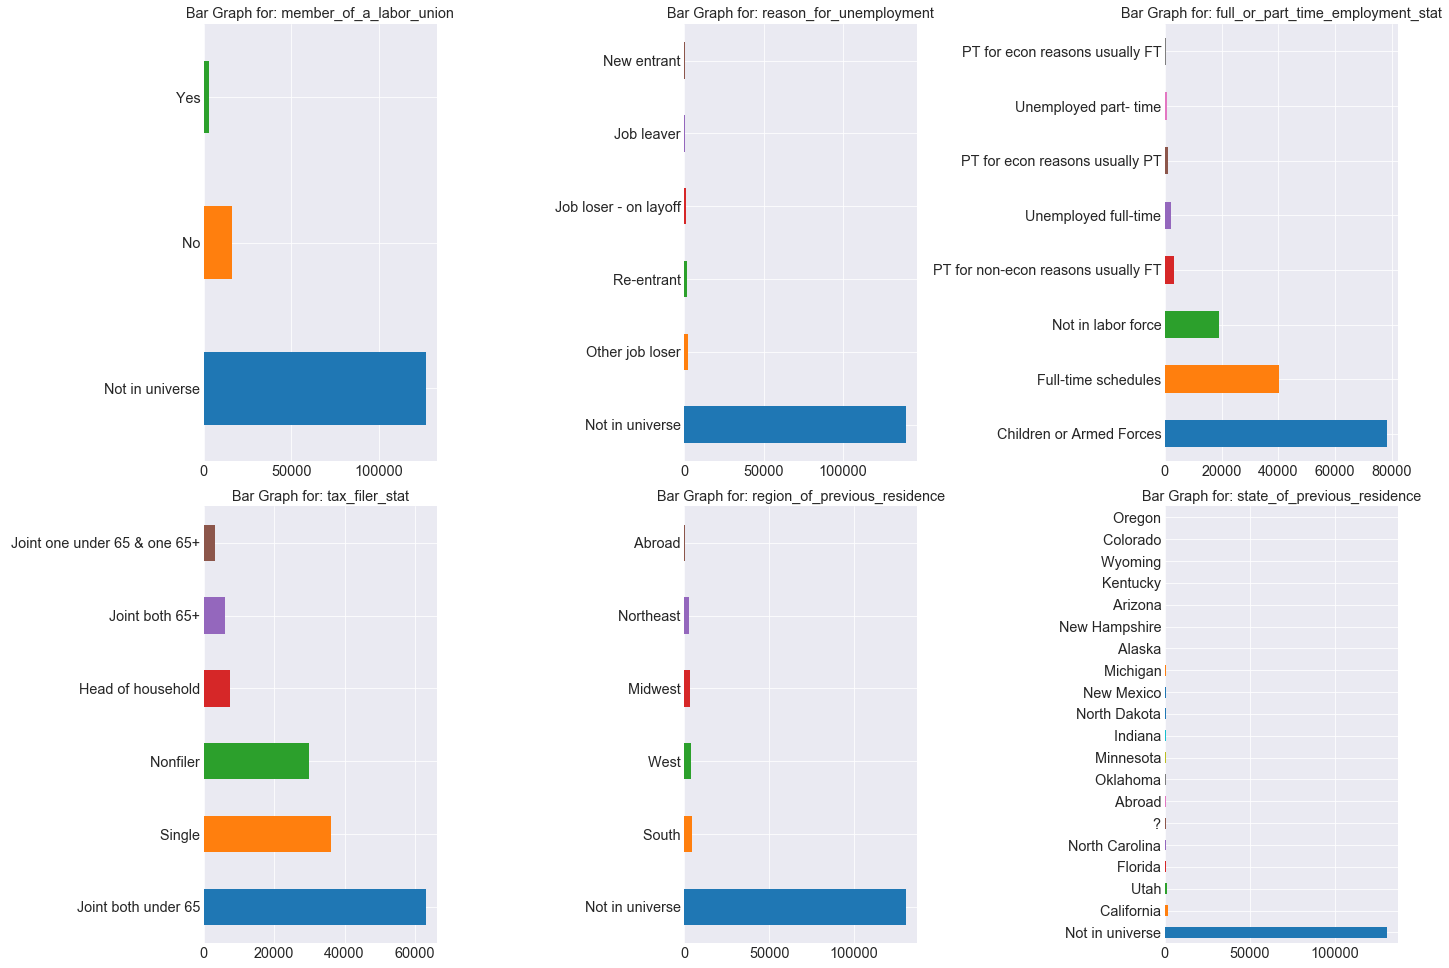 Bar Graph for: member_of_a_labor_union
Yes
No
Not in universe
0 50000 100000
Bar Graph for: reason_for_unemployment
New entrant
Job leaver
Job loser - on layoff
Re-entrant
Other job loser
Not in universe
0 50000 100000
Bar Graph for: full_or_part_time_employment_stat
PT for econ reasons usually FT
Unemployed part- time
PT for econ reasons usually PT
Unemployed full-time
PT for non-econ reasons usually FT
Not in labor force
Full-time schedules
Children or Armed Forces
0 20000 40000 60000 80000
Bar Graph for: tax_filer_stat
Joint one under 65 & one 65+
Joint both 65+
Head of household
Nonfiler
Single
Joint both under 65
0 20000 40000 60000
Bar Graph for: region_of_previous_residence
Abroad
Northeast
Midwest
West
South
Not in universe
0 50000 100000
Bar Graph for: state_of_previous_residence
Oregon
Colorado
Wyoming
Kentucky
Arizona
New Hampshire
Alaska
Michigan
New Mexico
North Dakota
Indiana
Minnesota
Oklahoma
Abroad
?
North Carolina
Florida
Utah
California
Not in universe
0 50000 100000